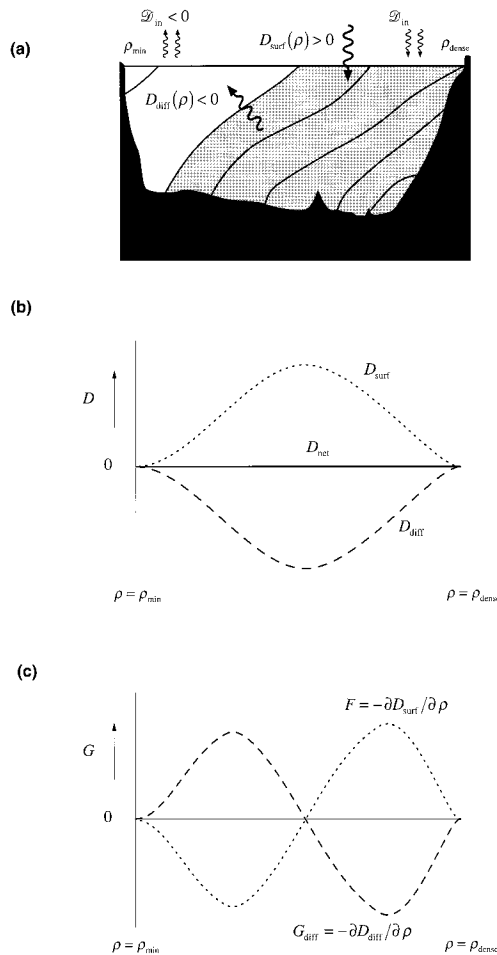 (a)
𝒟in < 0
Dsurf(ρ) > 0
𝒟in
ρmin
ρdense
Ddiff(ρ) < 0
(b)
Dsurf
D
Dnet
0
Ddiff
ρ = ρmin
ρ = ρdense
(c)
F = −∂Dsurf/∂ρ
G
0
Gdiff = −∂Ddiff/∂ρ
ρ = ρmin
ρ = ρdense